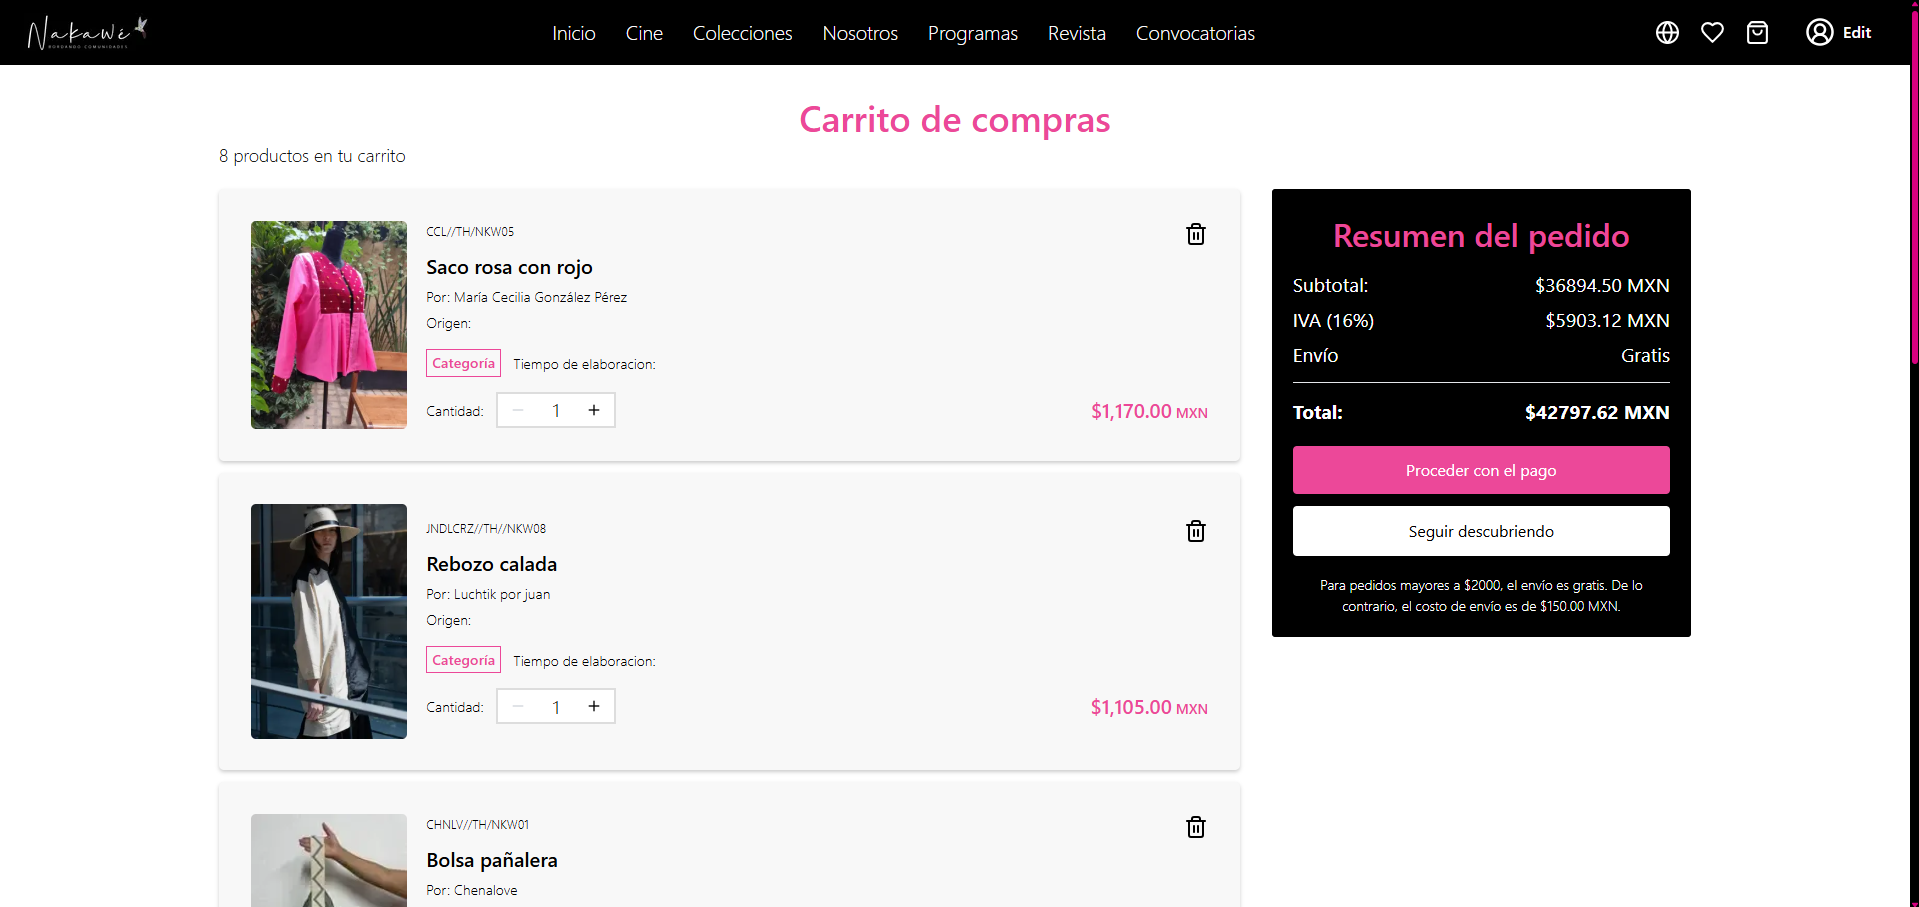 Nakawé
BORDANDO COMUNIDADES
Inicio Cine Colecciones Nosotros Programas Revista Convocatorias
Edit
Carrito de compras
8 productos en tu carrito
CCL//TH/NKW05
Saco rosa con rojo
Por: María Cecilia González Pérez
Origen:
Categoría Tiempo de elaboracion:
Cantidad: − 1 +
$1,170.00 MXN
JNDLCRZ//TH//NKW08
Rebozo calada
Por: Luchtik por juan
Origen:
Categoría Tiempo de elaboracion:
Cantidad: − 1 +
$1,105.00 MXN
CHNLV//TH/NKW01
Bolsa pañalera
Por: Chenalove
Resumen del pedido
Subtotal: $36894.50 MXN
IVA (16%) $5903.12 MXN
Envío Gratis
Total: $42797.62 MXN
Proceder con el pago
Seguir descubriendo
Para pedidos mayores a $2000, el envío es gratis. De lo
contrario, el costo de envío es de $150.00 MXN.